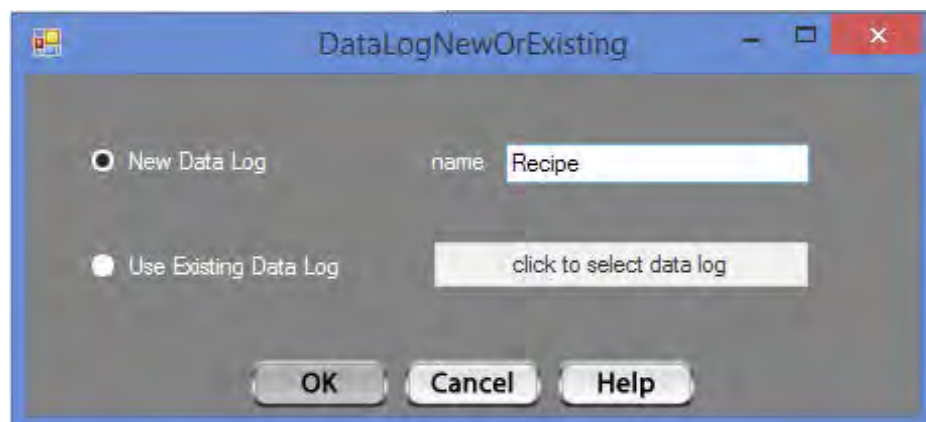 DataLogNewOrExisting
New Data Log name Recipe
Use Existing Data Log click to select data log
OK Cancel Help